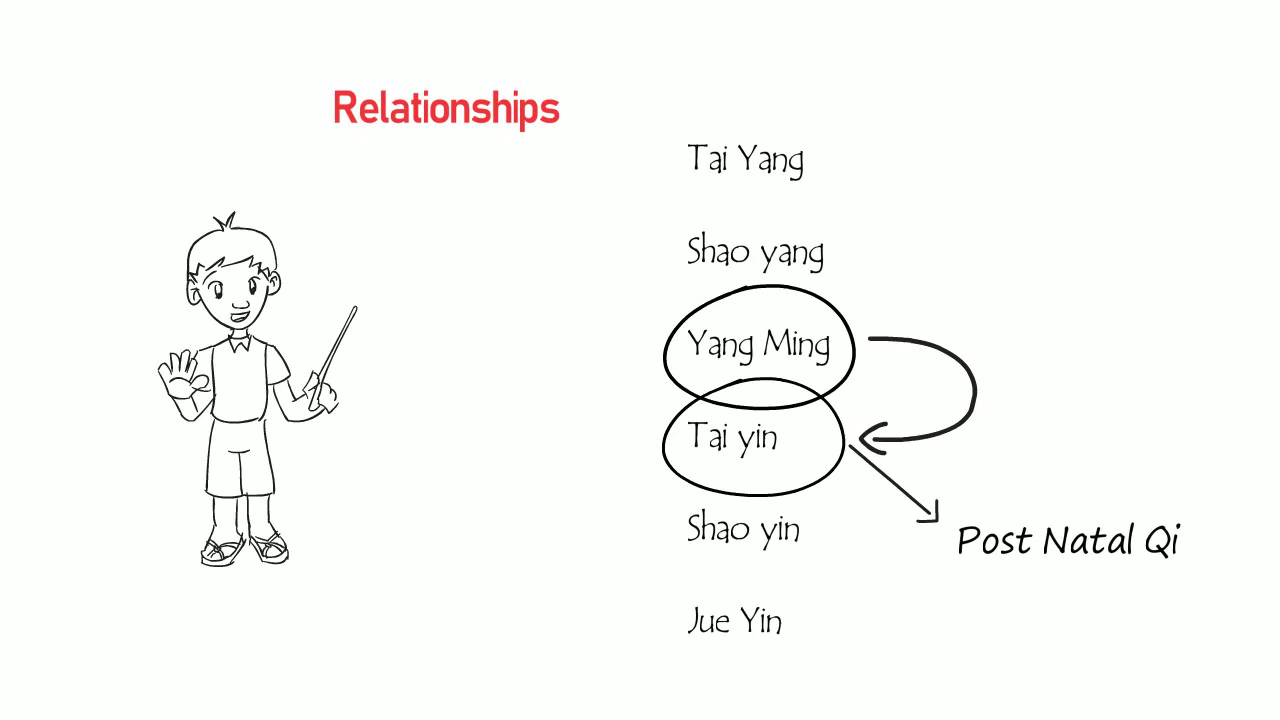 Relationships
Tai Yang
Shao yang
Yang Ming
Tai yin
Shao yin
Post Natal Qi
Jue Yin